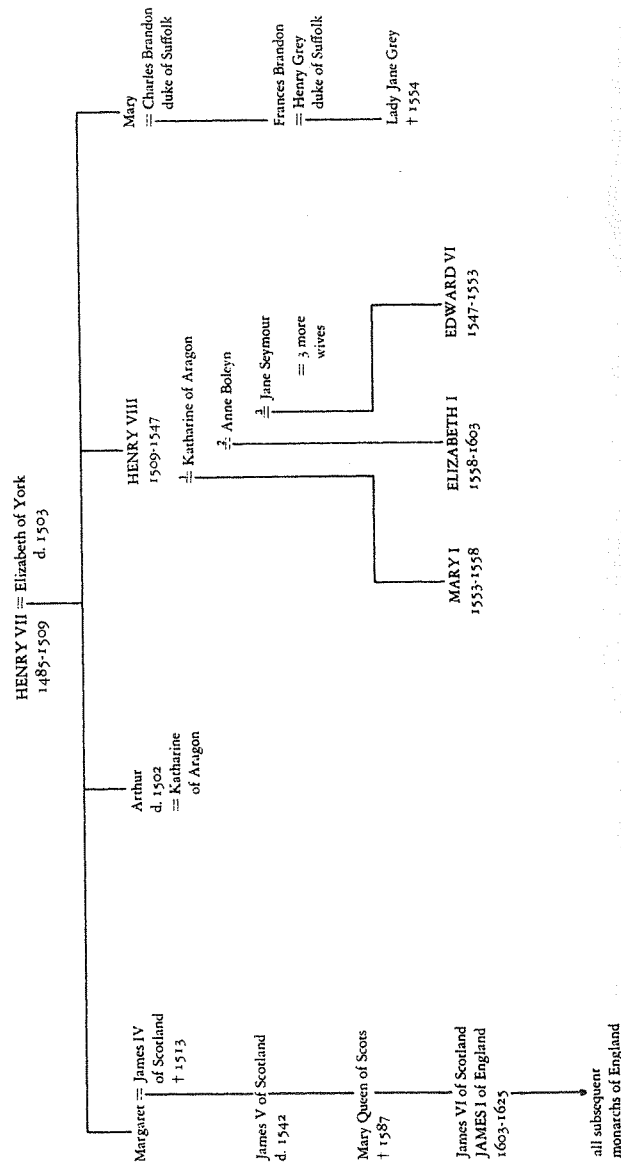 HENRY VII = Elizabeth of York
1485-1509
d. 1503
Margaret = James IV
of Scotland
† 1513
James V of Scotland
d. 1542
Mary Queen of Scots
† 1587
James VI of Scotland
JAMES I of England
1603-1625
all subsequent
monarchs of England
Arthur
d. 1502
= Katharine
of Aragon
HENRY VIII
1509-1547
1 = Katharine of Aragon
2 = Anne Boleyn
3 = Jane Seymour
= 3 more
wives
MARY I
1553-1558
ELIZABETH I
1558-1603
EDWARD VI
1547-1553
Mary
= Charles Brandon
duke of Suffolk
Frances Brandon
= Henry Grey
duke of Suffolk
Lady Jane Grey
† 1554